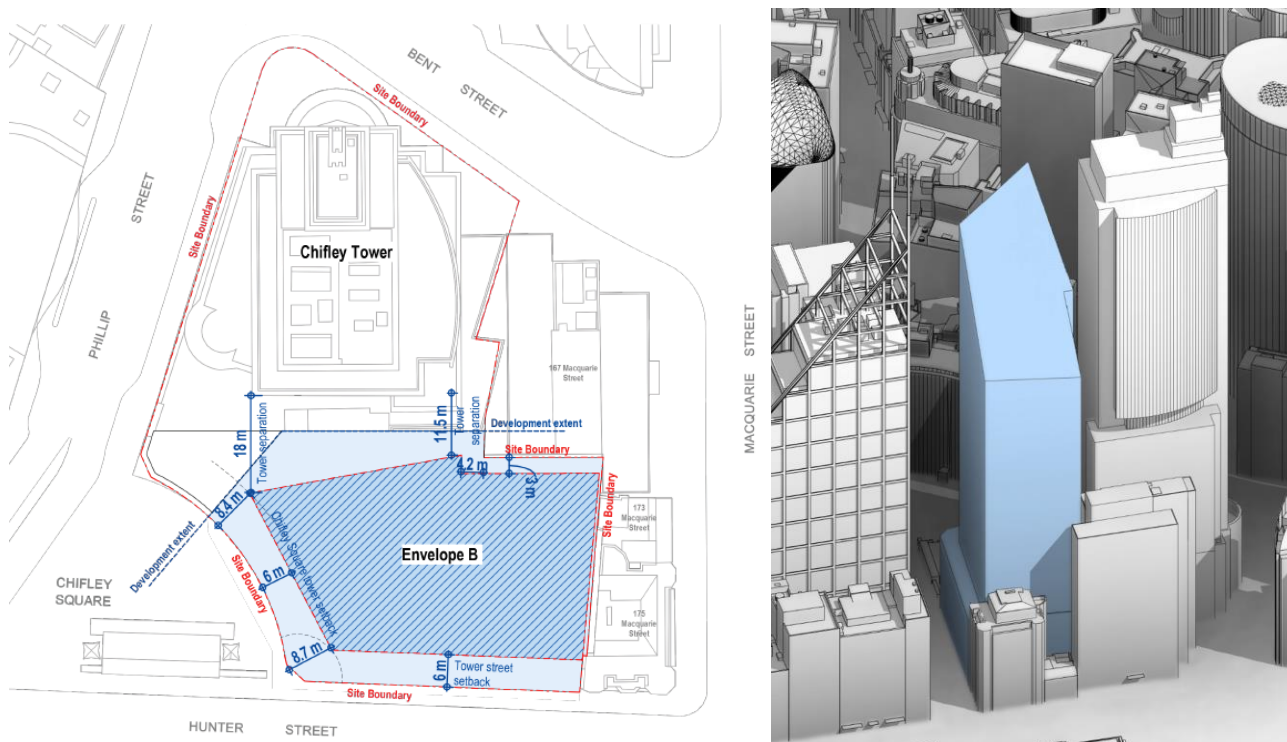 BENT
STREET
Site Boundary
STREET
PHILLIP
Site Boundary
Chifley Tower
167 Macquarie
Street
MACQUARIE STREET
18 m
Tower separation
11.5 m
Tower
separation
Development extent
Site Boundary
4.2 m
3 m
8.4 m
Development extent
Chifley Square tower setback
Envelope B
Site Boundary
173
Macquarie
Street
CHIFLEY
SQUARE
Site Boundary
6 m
175
Macquarie
Street
8.7 m
6 m
Tower street
setback
Site Boundary
HUNTER STREET